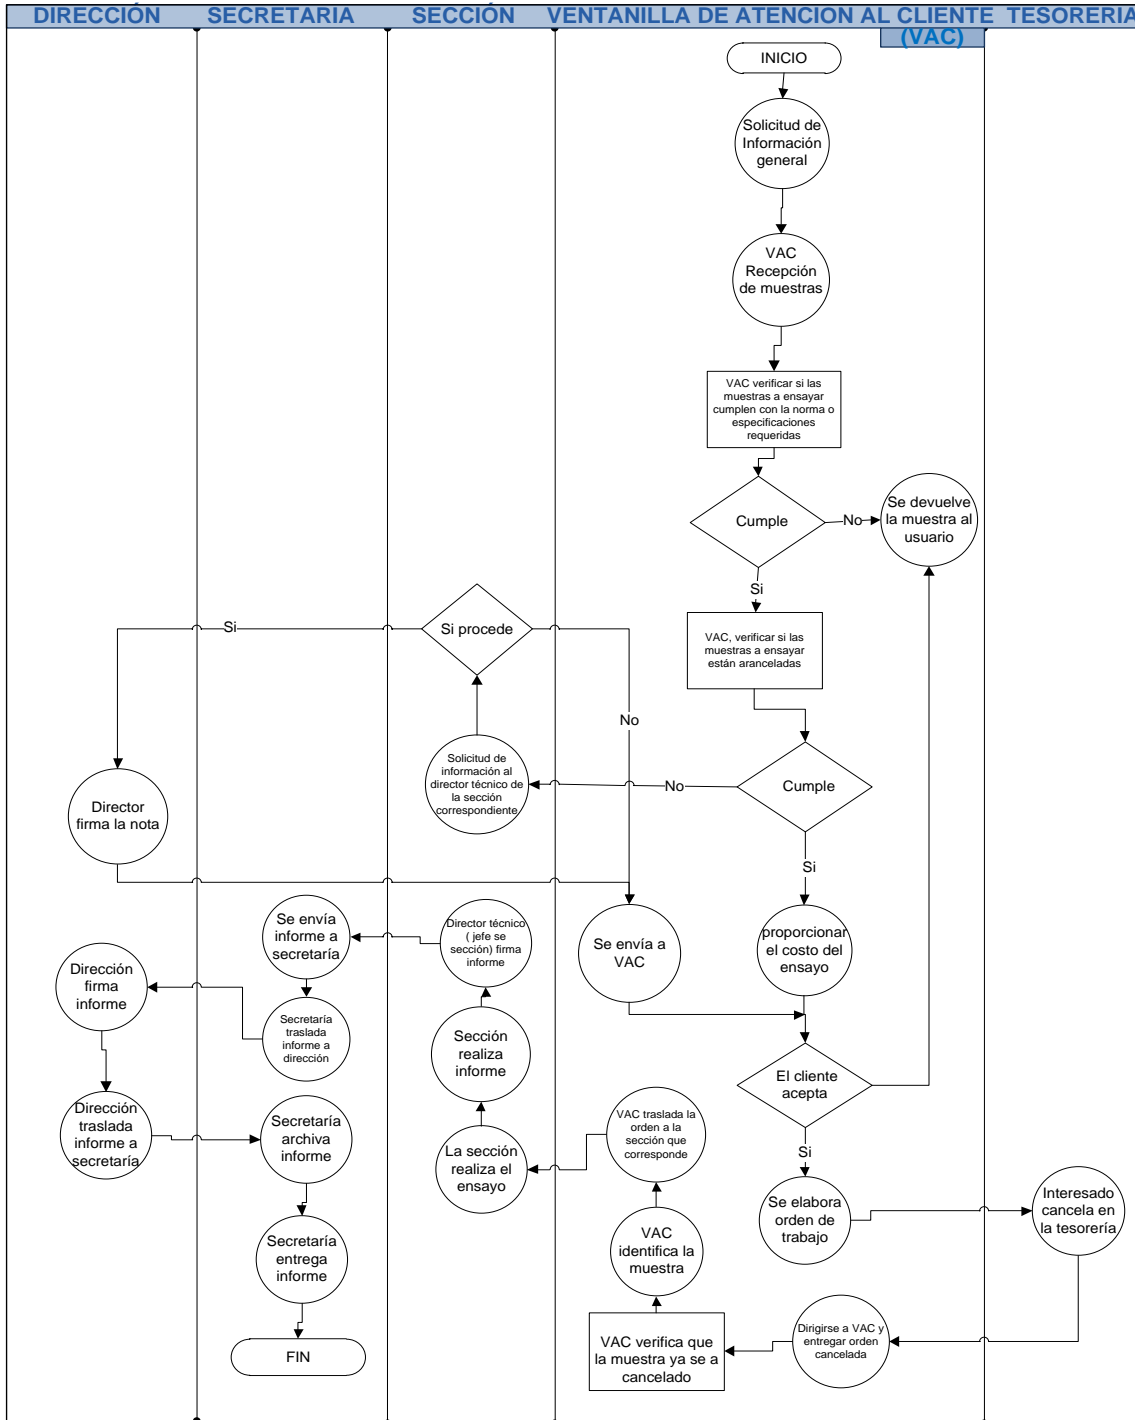 DIRECCIÓN SECRETARIA SECCIÓN VENTANILLA DE ATENCION AL CLIENTE TESORERIA
(VAC)
INICIO
Solicitud de
Información
general
VAC
Recepción
de muestras
VAC verificar si las
muestras a ensayar
cumplen con la norma o
especificaciones
requeridas
Cumple
No
Se devuelve
la muestra al
usuario
Si
VAC, verificar si las
muestras a ensayar
están aranceladas
Si procede
Si
No
Cumple
No
Solicitud de
información al
director técnico de
la sección
correspondiente
Director
firma la nota
Si
proporcionar
el costo del
ensayo
Se envía a
VAC
Director técnico
( jefe se
sección) firma
informe
Se envía
informe a
secretaría
Dirección
firma
informe
Secretaría
traslada
informe a
dirección
Sección
realiza
informe
El cliente
acepta
Dirección
traslada
informe a
secretaría
Secretaría
archiva
informe
La sección
realiza el
ensayo
VAC traslada la
orden a la
sección que
corresponde
Si
Se elabora
orden de
trabajo
Interesado
cancela en
la tesorería
VAC
identifica la
muestra
Secretaría
entrega
informe
Dirigirse a VAC y
entregar orden
cancelada
VAC verifica que
la muestra ya se a
cancelado
FIN